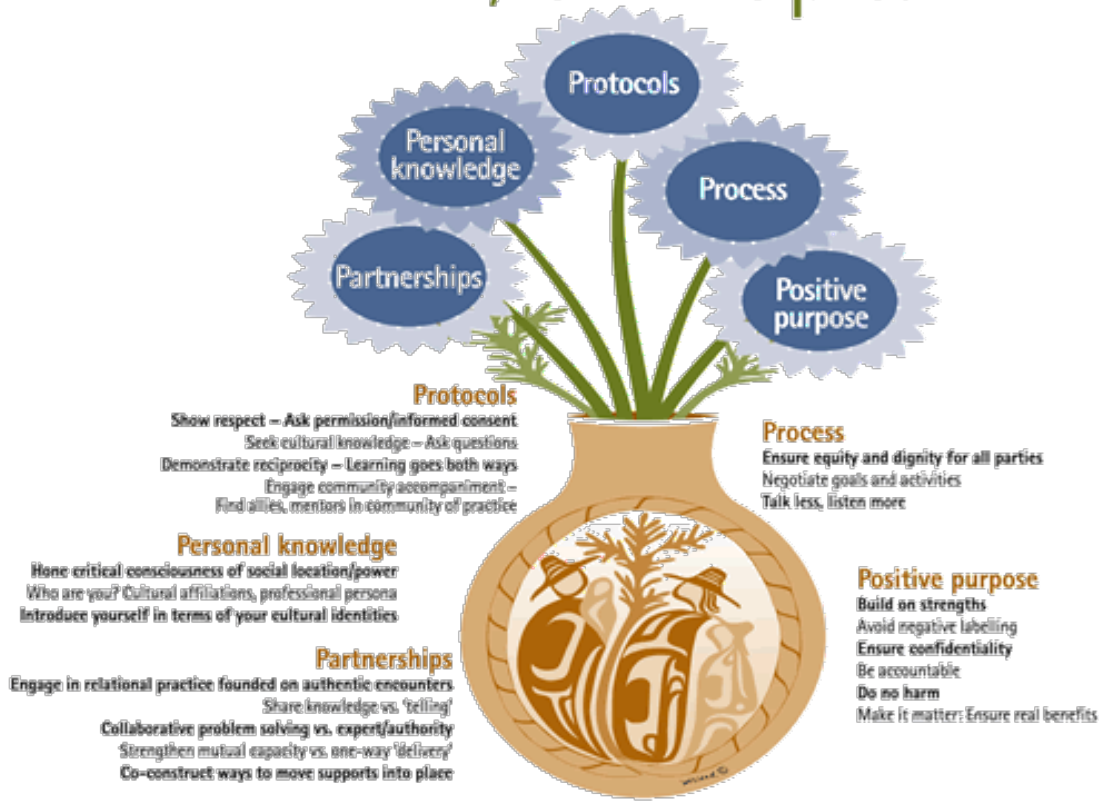 Protocols
Personal
knowledge
Process
Partnerships
Positive
purpose
Protocols
Show respect – Ask permission/informed consent
Seek cultural knowledge – Ask questions
Demonstrate reciprocity – Learning goes both ways
Engage community accompaniment –
Find allies, mentors in community of practice
Personal knowledge
Hone critical consciousness of social location/power
Who are you? Cultural affiliations, professional persona
Introduce yourself in terms of your cultural identities
Partnerships
Engage in relational practice founded on authentic encounters
Share knowledge vs. 'telling'
Collaborative problem solving vs. expert/authority
Strengthen mutual capacity vs. one-way 'delivery'
Co-construct ways to move supports into place
Process
Ensure equity and dignity for all parties
Negotiate goals and activities
Talk less, listen more
Positive purpose
Build on strengths
Avoid negative labelling
Ensure confidentiality
Be accountable
Do no harm
Make it matter: Ensure real benefits
©